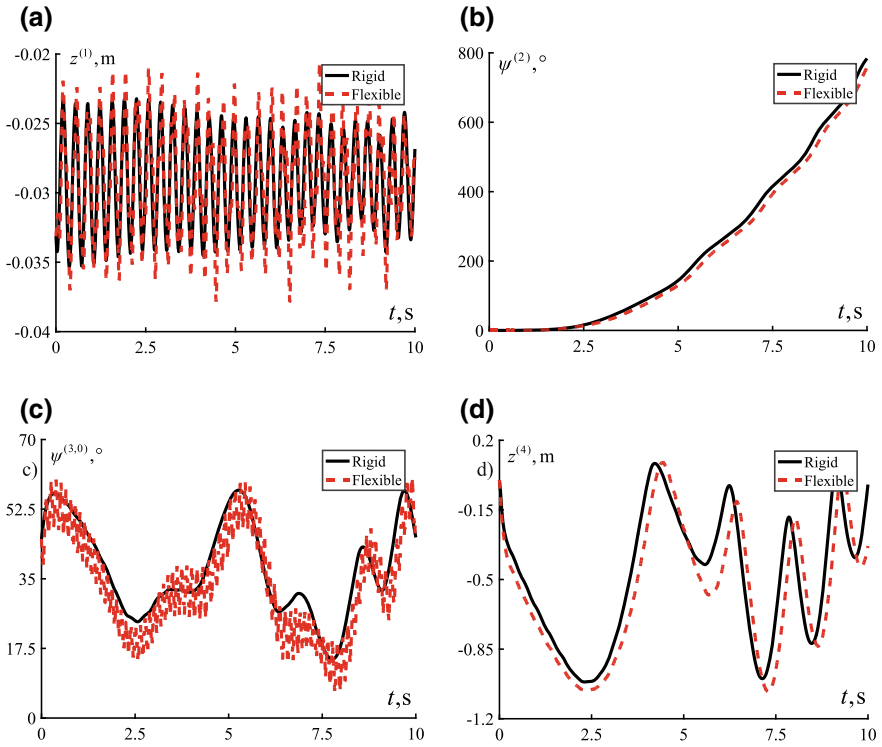 (a)
z⁽¹⁾,m
-0.02
-0.025
-0.03
-0.035
-0.04
Rigid
Flexible
t,s
0 2.5 5 7.5 10
(b)
ψ⁽²⁾,°
800
600
400
200
0
Rigid
Flexible
t,s
0 2.5 5 7.5 10
(c)
c)
ψ⁽³,⁰⁾,°
70
52.5
35
17.5
0
Rigid
Flexible
t,s
0 2.5 5 7.5 10
(d)
d)
z⁽⁴⁾,m
0.2
-0.15
-0.5
-0.85
-1.2
Rigid
Flexible
t,s
0 2.5 5 7.5 10